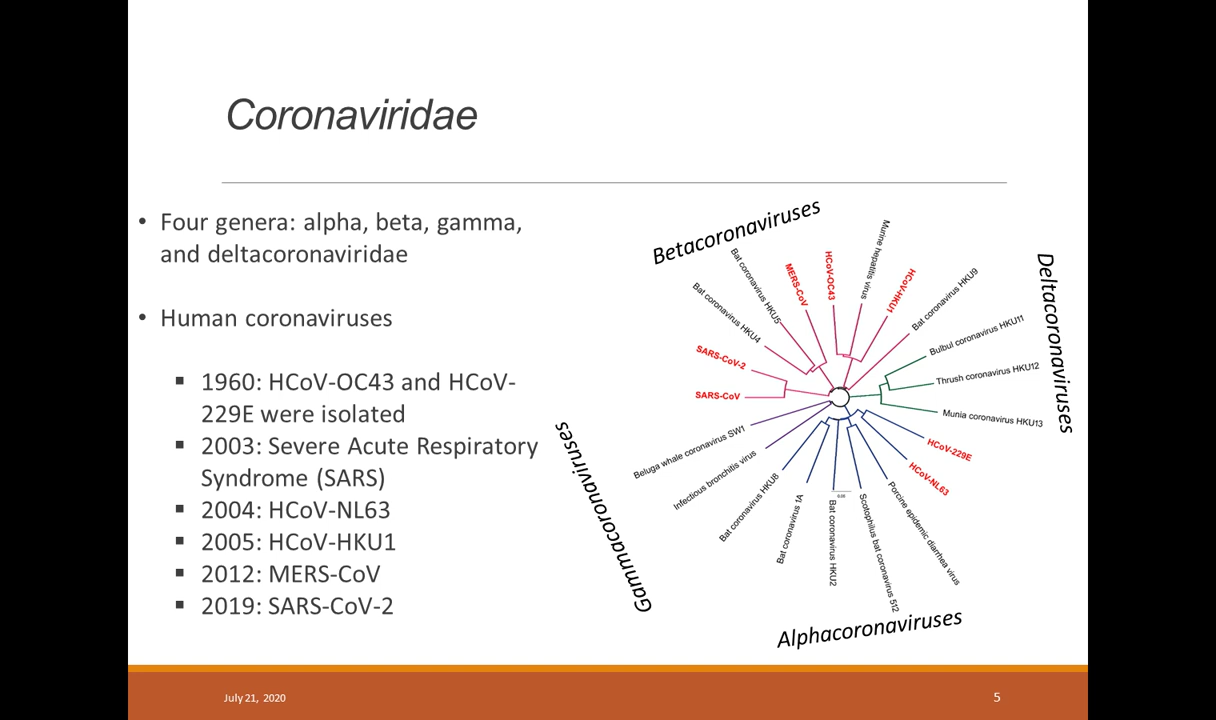 Coronaviridae
• Four genera: alpha, beta, gamma,
and deltacoronaviridae
• Human coronaviruses
▪ 1960: HCoV-OC43 and HCoV-
229E were isolated
▪ 2003: Severe Acute Respiratory
Syndrome (SARS)
▪ 2004: HCoV-NL63
▪ 2005: HCoV-HKU1
▪ 2012: MERS-CoV
▪ 2019: SARS-CoV-2
Betacoronaviruses
SARS-CoV
SARS-CoV-2
Bat coronavirus HKU4
Bat coronavirus HKU5
MERS-CoV
HCoV-OC43
Murine hepatitis virus
HCoV-HKU1
Bat coronavirus HKU9
Deltacoronaviruses
Bulbul coronavirus HKU11
Thrush coronavirus HKU12
Munia coronavirus HKU13
HCoV-229E
HCoV-NL63
Porcine epidemic diarrhea virus
Scotophilus bat coronavirus 512
Bat coronavirus HKU2
0.05
Bat coronavirus 1A
Bat coronavirus HKU8
Alphacoronaviruses
Infectious bronchitis virus
Beluga whale coronavirus SW1
Gammacoronaviruses
July 21, 2020
5